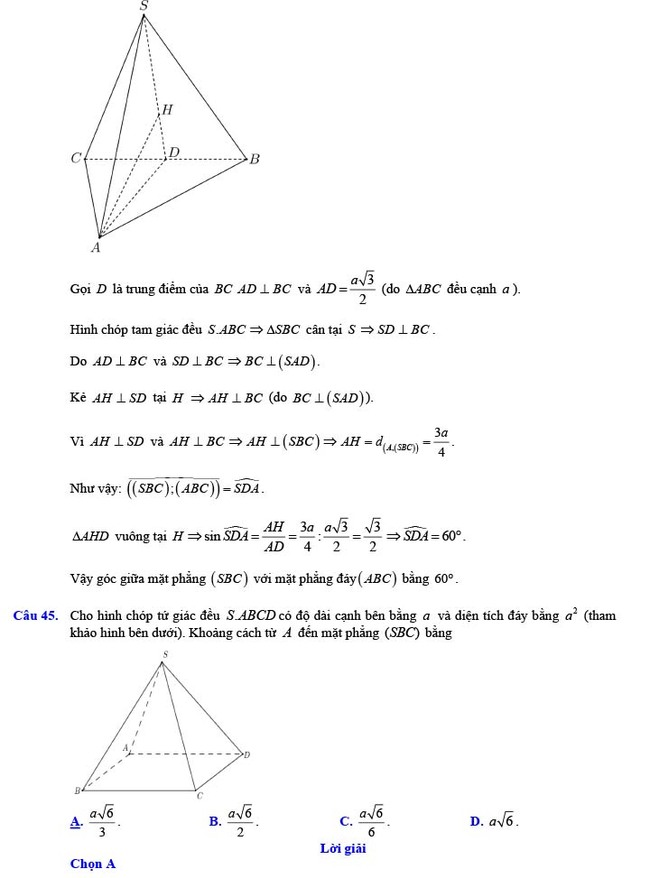 S
H
C
D
B
A
Gọi D là trung điểm của BC AD ⊥ BC và AD = a√3/2 (do ΔABC đều cạnh a ).
Hình chóp tam giác đều S.ABC ⇒ ΔSBC cân tại S ⇒ SD ⊥ BC .
Do AD ⊥ BC và SD ⊥ BC ⇒ BC ⊥ (SAD).
Kẻ AH ⊥ SD tại H ⇒ AH ⊥ BC (do BC ⊥ (SAD)).
Vì AH ⊥ SD và AH ⊥ BC ⇒ AH ⊥ (SBC) ⇒ AH = d(A,(SBC)) = 3a/4 .
Như vậy: ((SBC);(ABC)) = SDA .
ΔAHD vuông tại H ⇒ sin SDA = AH/AD = 3a/4 : a√3/2 = √3/2 ⇒ SDA = 60° .
Vậy góc giữa mặt phẳng (SBC) với mặt phẳng đáy(ABC) bằng 60° .
Câu 45. Cho hình chóp tứ giác đều S.ABCD có độ dài cạnh bên bằng a và diện tích đáy bằng a² (tham
khảo hình bên dưới). Khoảng cách từ A đến mặt phẳng (SBC) bằng
S
A
D
B
C
A. a√6/3 . B. a√6/2 . C. a√6/6 . D. a√6 .
Lời giải
Chọn A